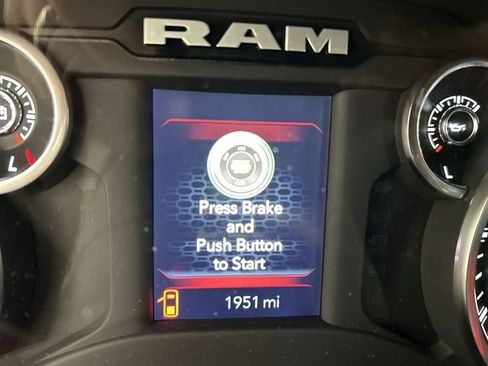 RAM
Press Brake
and
Push Button
to Start
L
L
1951 mi